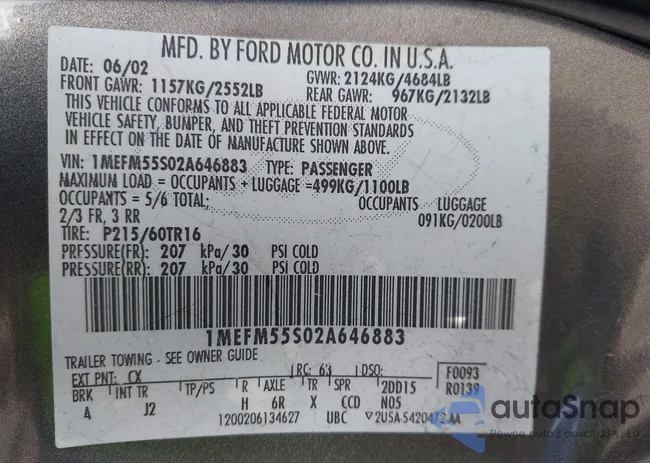 MFD. BY FORD MOTOR CO. IN U.S.A.
DATE: 06/02 GVWR: 2124KG/4684LB
FRONT GAWR: 1157KG/2552LB REAR GAWR: 967KG/2132LB
THIS VEHICLE CONFORMS TO ALL APPLICABLE FEDERAL MOTOR
VEHICLE SAFETY, BUMPER, AND THEFT PREVENTION STANDARDS
IN EFFECT ON THE DATE OF MANUFACTURE SHOWN ABOVE.
VIN: 1MEFM55S02A646883 TYPE: PASSENGER
MAXIMUM LOAD = OCCUPANTS + LUGGAGE =499KG/1100LB
OCCUPANTS = 5/6 TOTAL; OCCUPANTS LUGGAGE
2/3 FR, 3 RR 091KG/0200LB
TIRE: P215/60TR16
PRESSURE(FR): 207 kPa/30 PSI COLD
PRESSURE(RR): 207 kPa/30 PSI COLD
1MEFM55S02A646883
TRAILER TOWING - SEE OWNER GUIDE
EXT PNT: CX RC: 63 DSO: F0093
BRK INT TR TP/PS R AXLE TR SPR 2DD15 R0139
A J2 H 6R X CCD N05
1200206134627 UBC 2U5A-5420472-AA
autoSnap